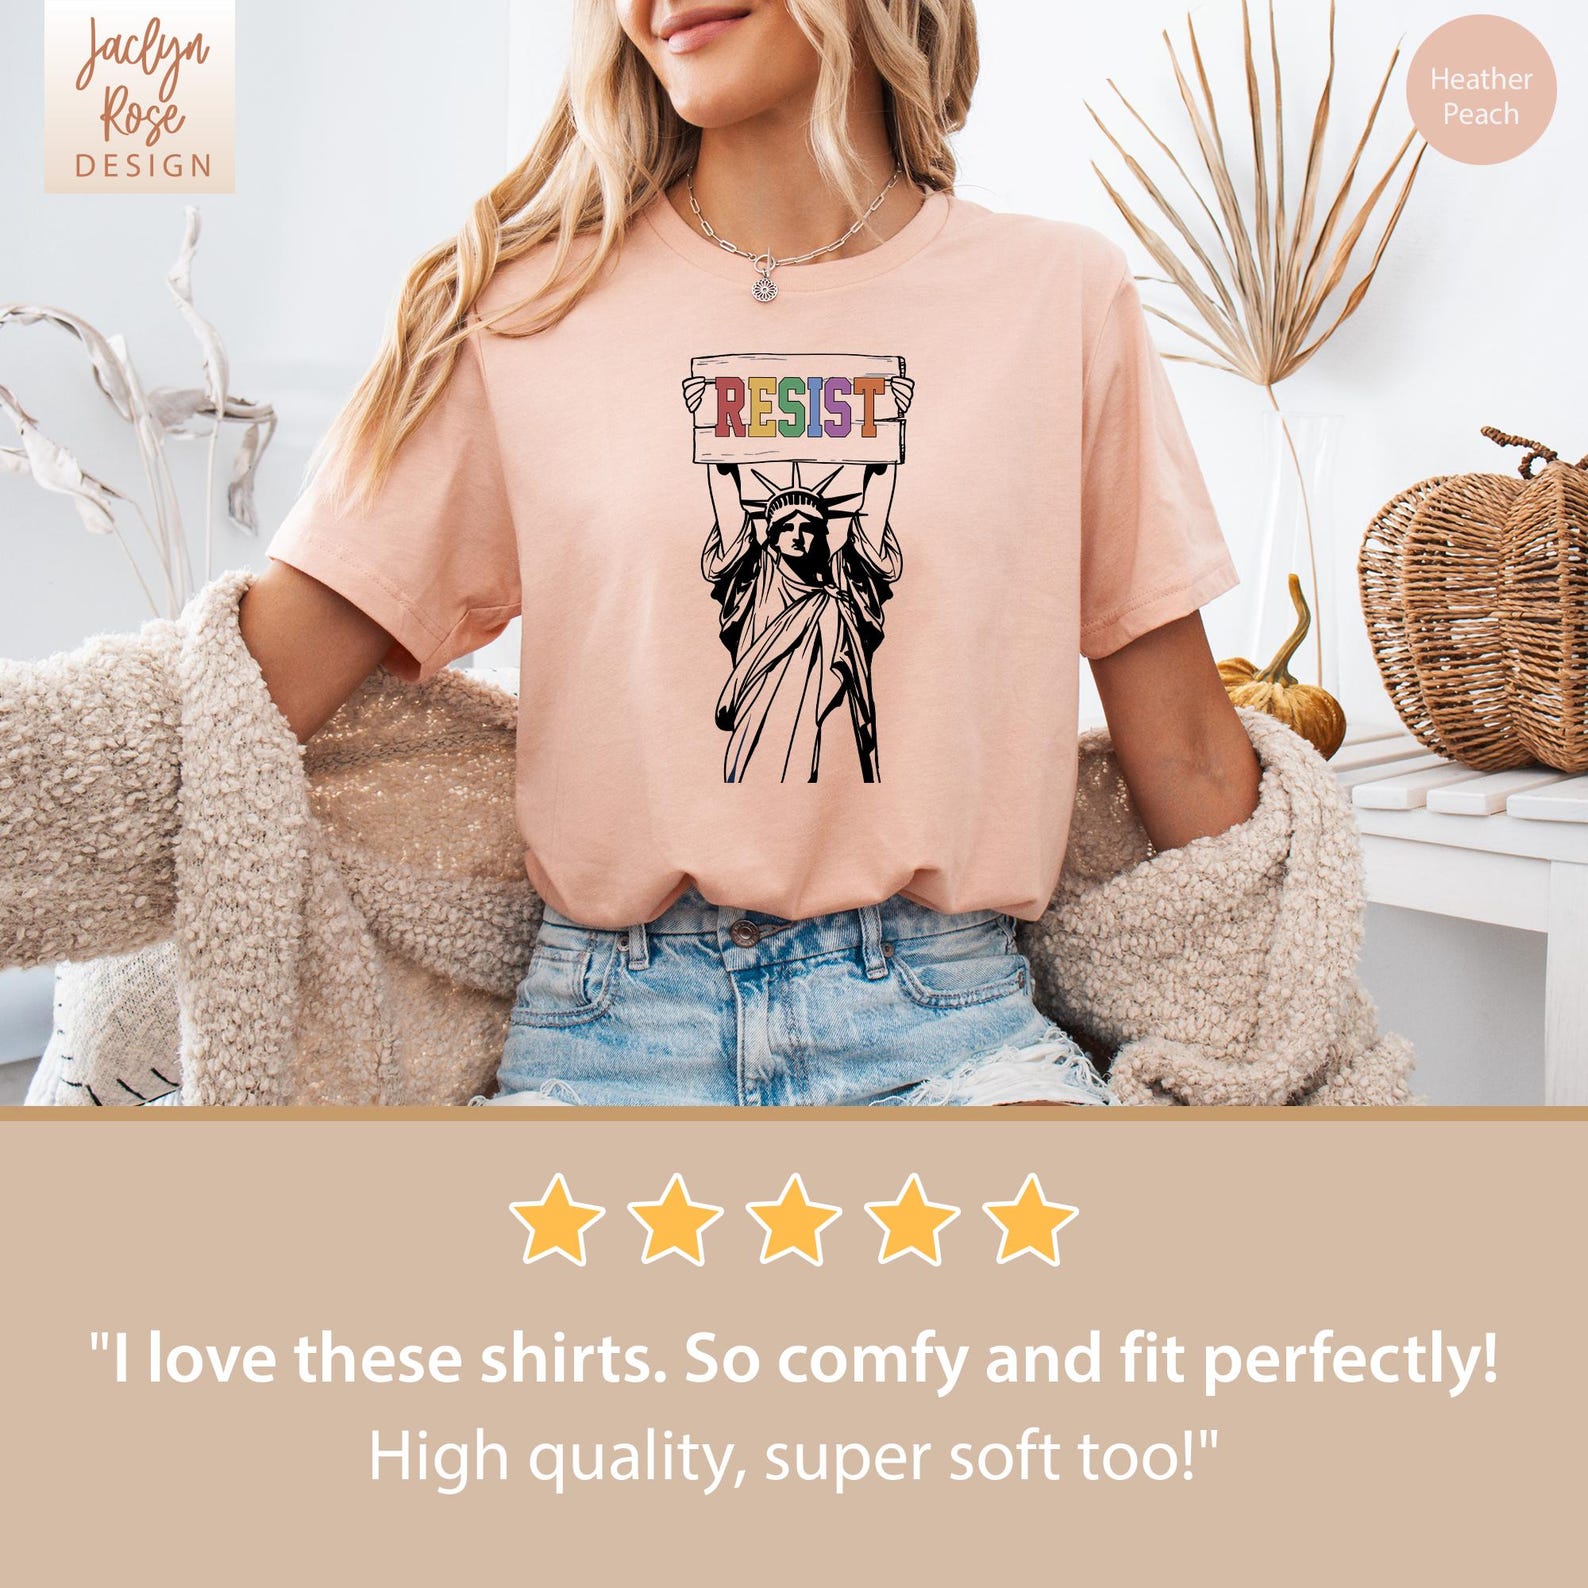 Jaclyn
Rose
DESIGN
Heather
Peach
RESIST
"I love these shirts. So comfy and fit perfectly!
High quality, super soft too!"